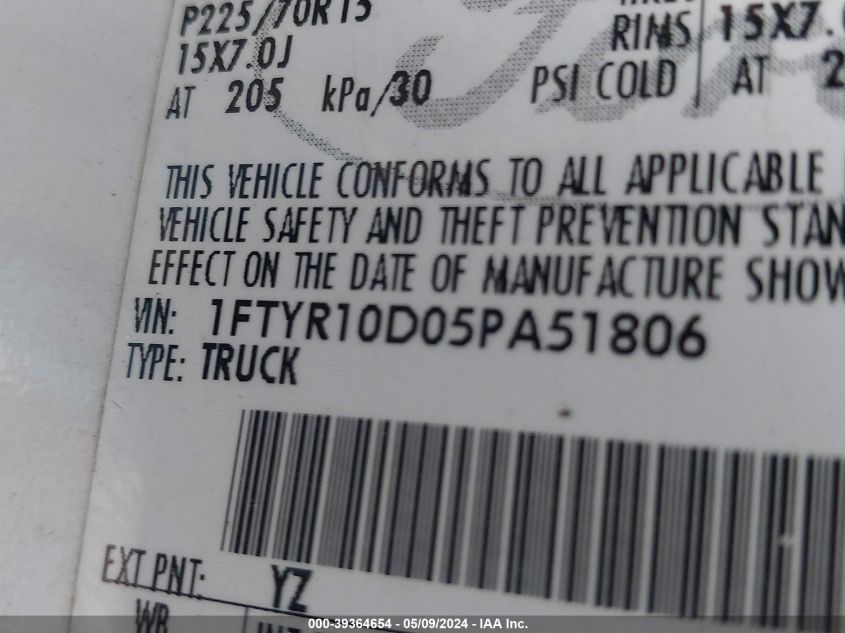 P225/70R15
RIMS 15X7.0
15X7.0J
PSI COLD AT 2
AT 205 kPa/30
THIS VEHICLE CONFORMS TO ALL APPLICABLE
VEHICLE SAFETY AND THEFT PREVENTION STAN
EFFECT ON THE DATE OF MANUFACTURE SHOW
VIN: 1FTYR10D05PA51806
TYPE: TRUCK
EXT PNT: YZ
WB
000-39364654 - 05/09/2024 - IAA Inc.